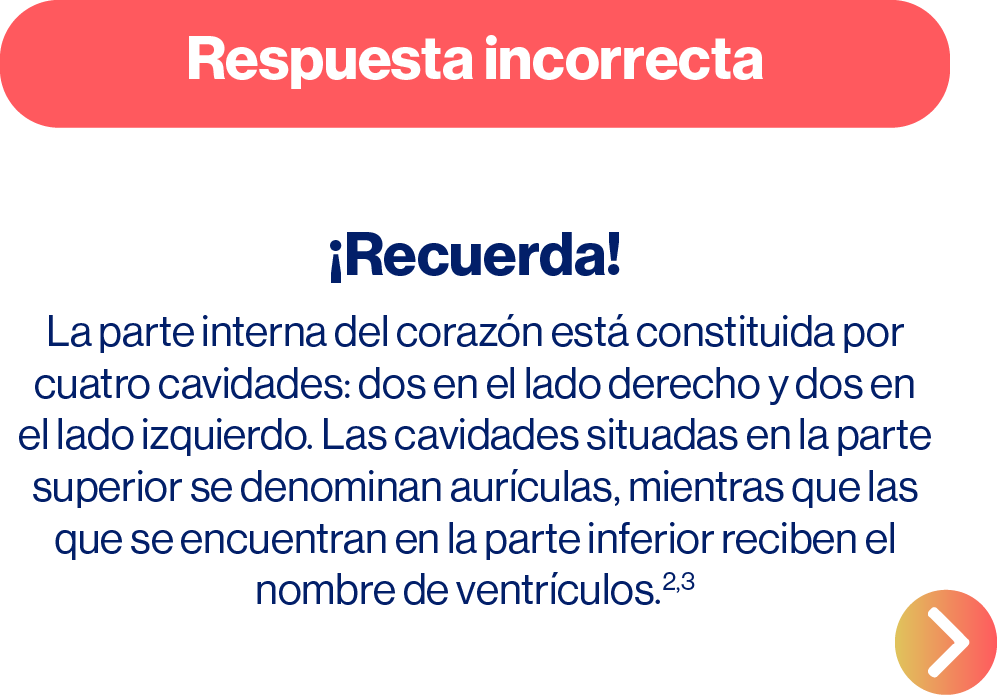 Respuesta incorrecta
¡Recuerda!
La parte interna del corazón está constituida por
cuatro cavidades: dos en el lado derecho y dos en
el lado izquierdo. Las cavidades situadas en la parte
superior se denominan aurículas, mientras que las
que se encuentran en la parte inferior reciben el
nombre de ventrículos.2,3